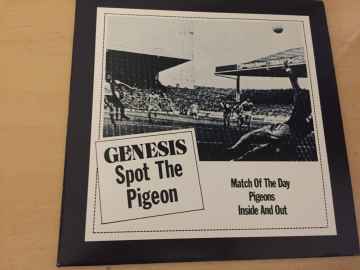 GENESIS
Spot The
Pigeon
Match Of The Day
Pigeons
Inside And Out